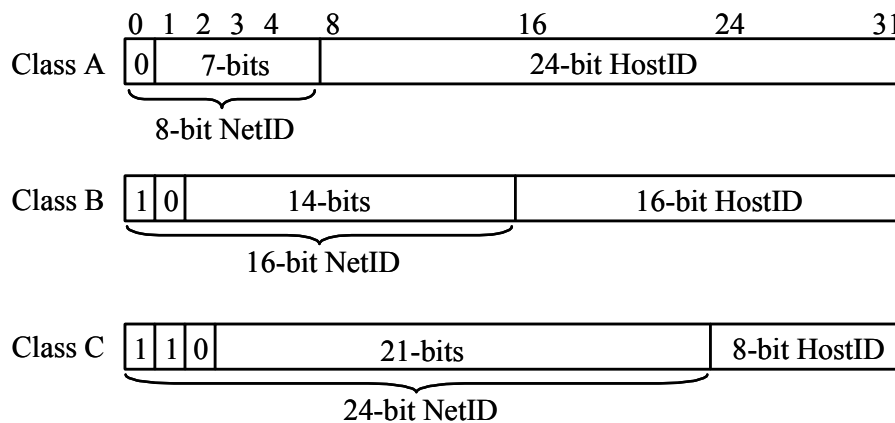 0 1 2 3 4 8 16 24 31
Class A 0 7-bits 24-bit HostID
8-bit NetID
Class B 1 0 14-bits 16-bit HostID
16-bit NetID
Class C 1 1 0 21-bits 8-bit HostID
24-bit NetID